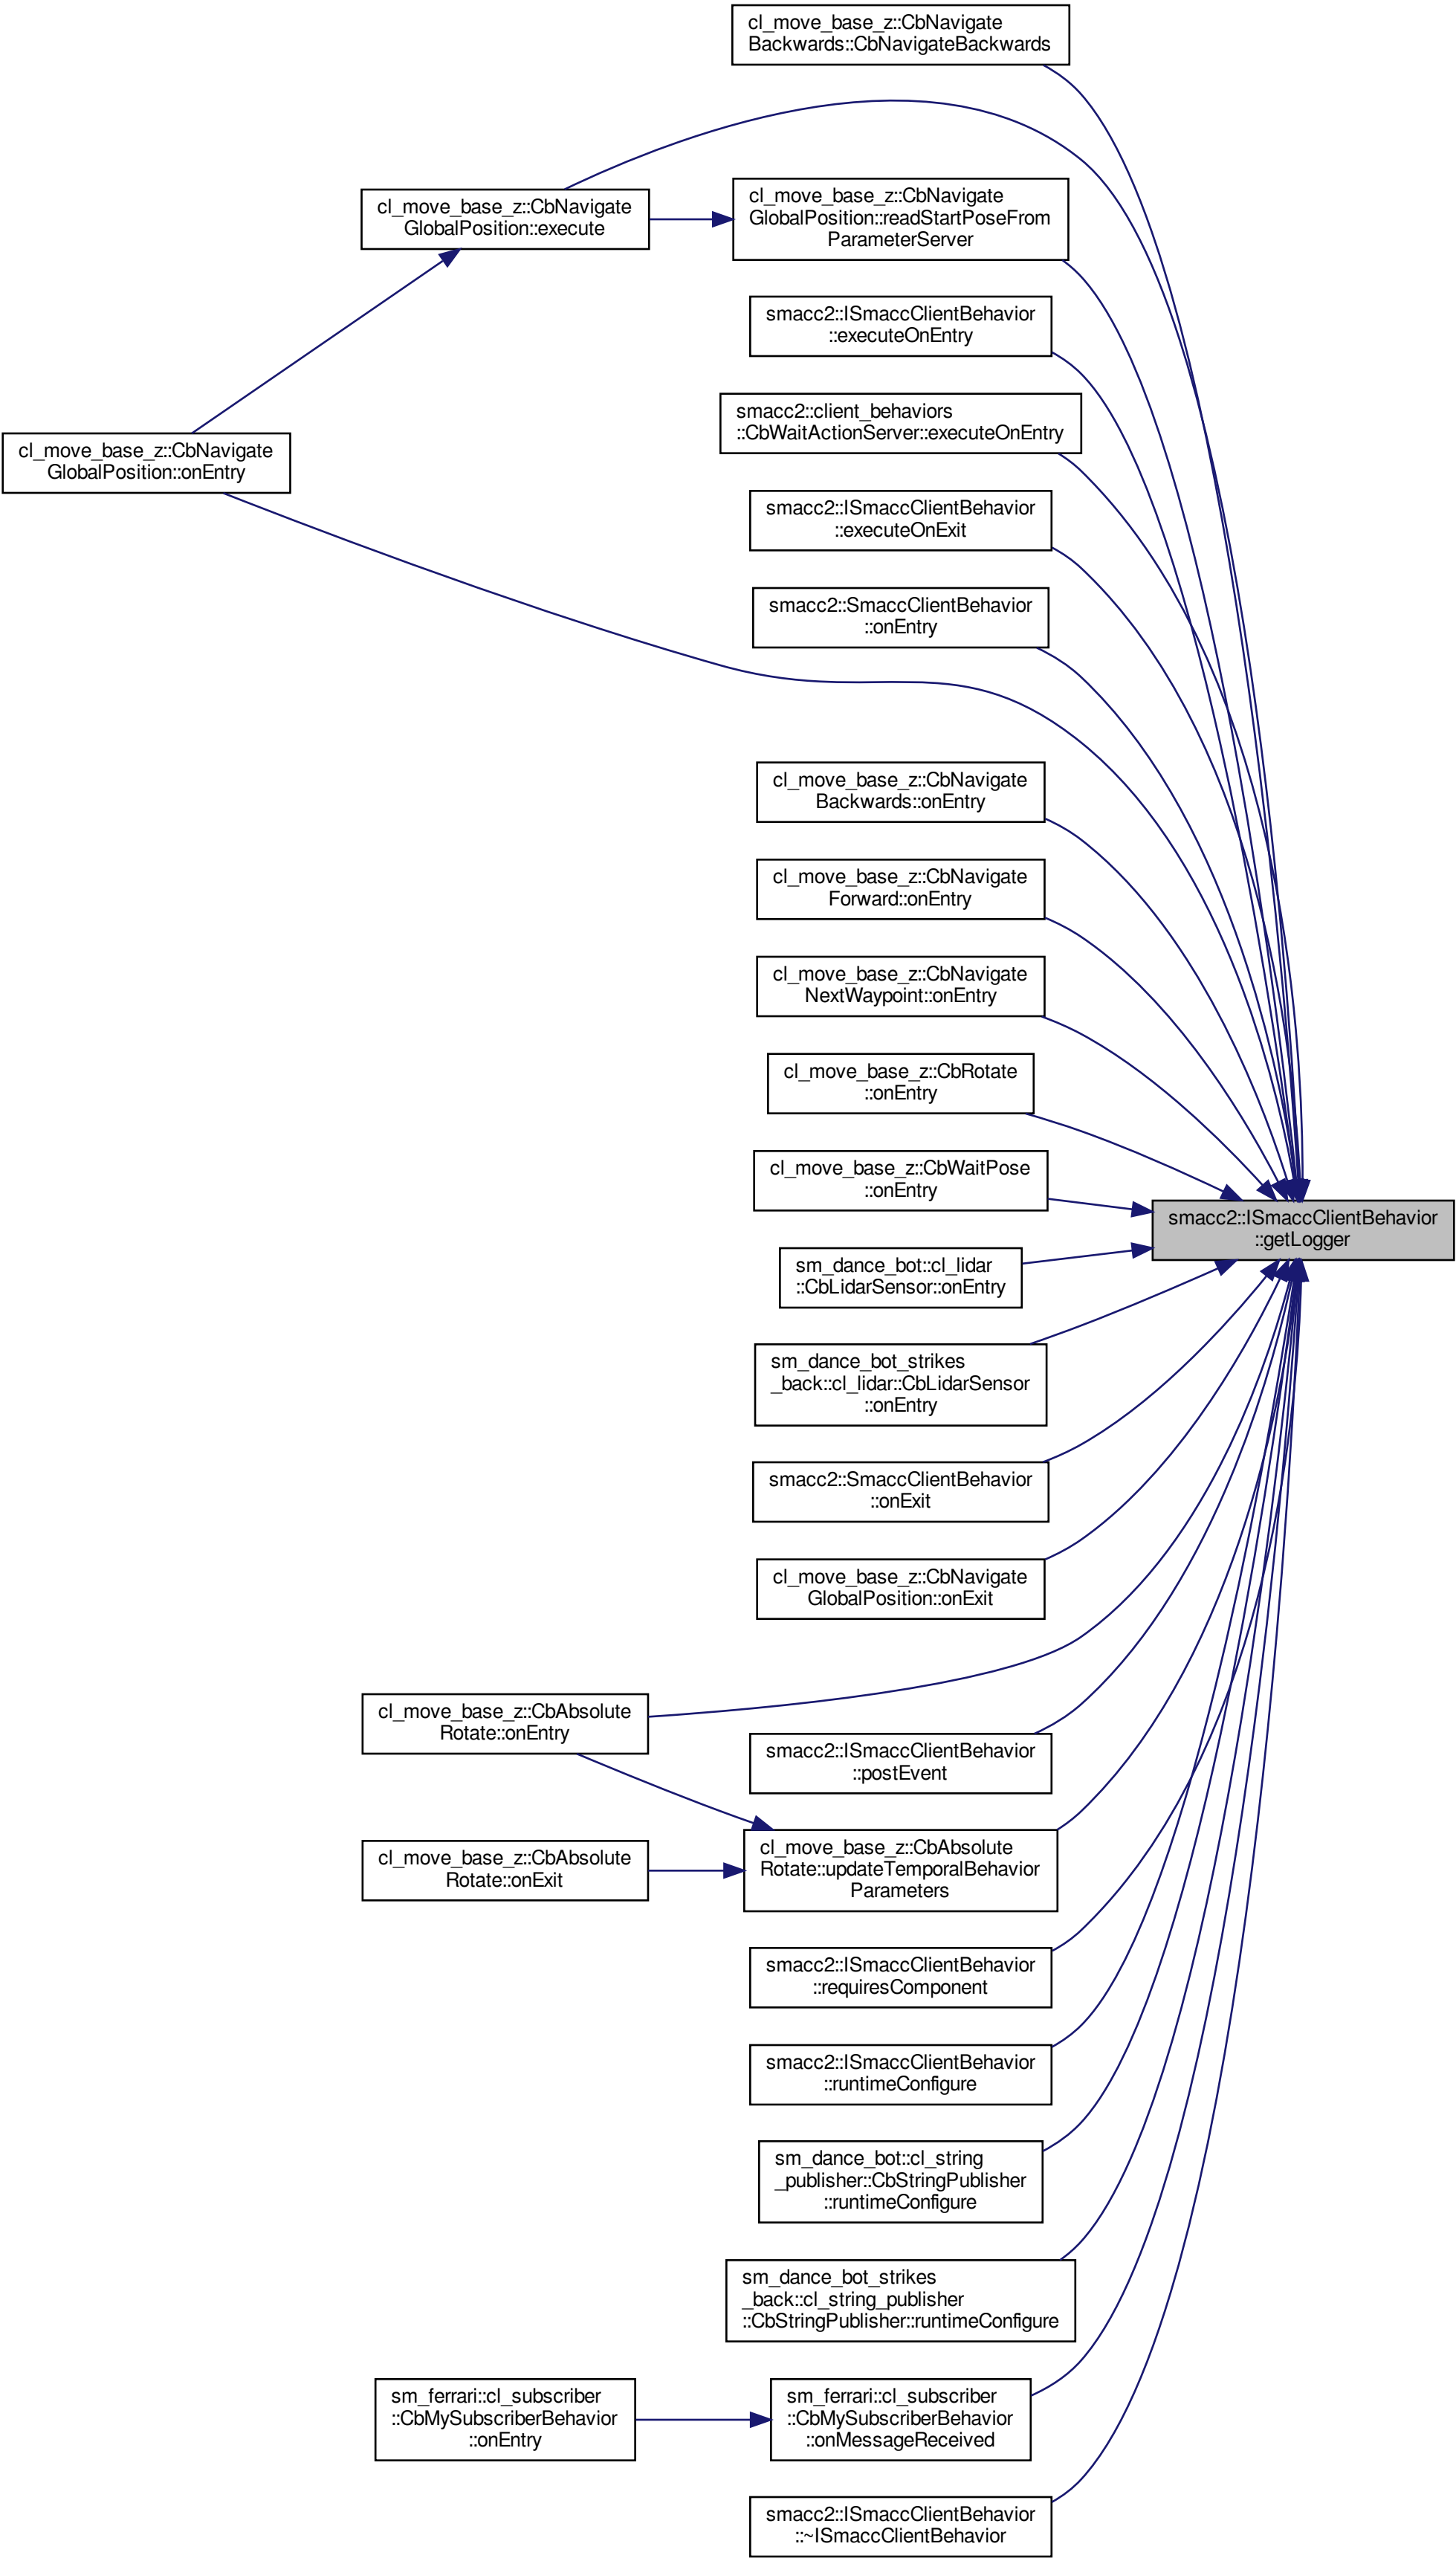 cl_move_base_z::CbNavigate
Backwards::CbNavigateBackwards
cl_move_base_z::CbNavigate
GlobalPosition::execute
cl_move_base_z::CbNavigate
GlobalPosition::readStartPoseFrom
ParameterServer
smacc2::ISmaccClientBehavior
::executeOnEntry
smacc2::client_behaviors
::CbWaitActionServer::executeOnEntry
cl_move_base_z::CbNavigate
GlobalPosition::onEntry
smacc2::ISmaccClientBehavior
::executeOnExit
smacc2::SmaccClientBehavior
::onEntry
cl_move_base_z::CbNavigate
Backwards::onEntry
cl_move_base_z::CbNavigate
Forward::onEntry
cl_move_base_z::CbNavigate
NextWaypoint::onEntry
cl_move_base_z::CbRotate
::onEntry
cl_move_base_z::CbWaitPose
::onEntry
smacc2::ISmaccClientBehavior
::getLogger
sm_dance_bot::cl_lidar
::CbLidarSensor::onEntry
sm_dance_bot_strikes
_back::cl_lidar::CbLidarSensor
::onEntry
smacc2::SmaccClientBehavior
::onExit
cl_move_base_z::CbNavigate
GlobalPosition::onExit
cl_move_base_z::CbAbsolute
Rotate::onEntry
smacc2::ISmaccClientBehavior
::postEvent
cl_move_base_z::CbAbsolute
Rotate::onExit
cl_move_base_z::CbAbsolute
Rotate::updateTemporalBehavior
Parameters
smacc2::ISmaccClientBehavior
::requiresComponent
smacc2::ISmaccClientBehavior
::runtimeConfigure
sm_dance_bot::cl_string
_publisher::CbStringPublisher
::runtimeConfigure
sm_dance_bot_strikes
_back::cl_string_publisher
::CbStringPublisher::runtimeConfigure
sm_ferrari::cl_subscriber
::CbMySubscriberBehavior
::onEntry
sm_ferrari::cl_subscriber
::CbMySubscriberBehavior
::onMessageReceived
smacc2::ISmaccClientBehavior
::~ISmaccClientBehavior